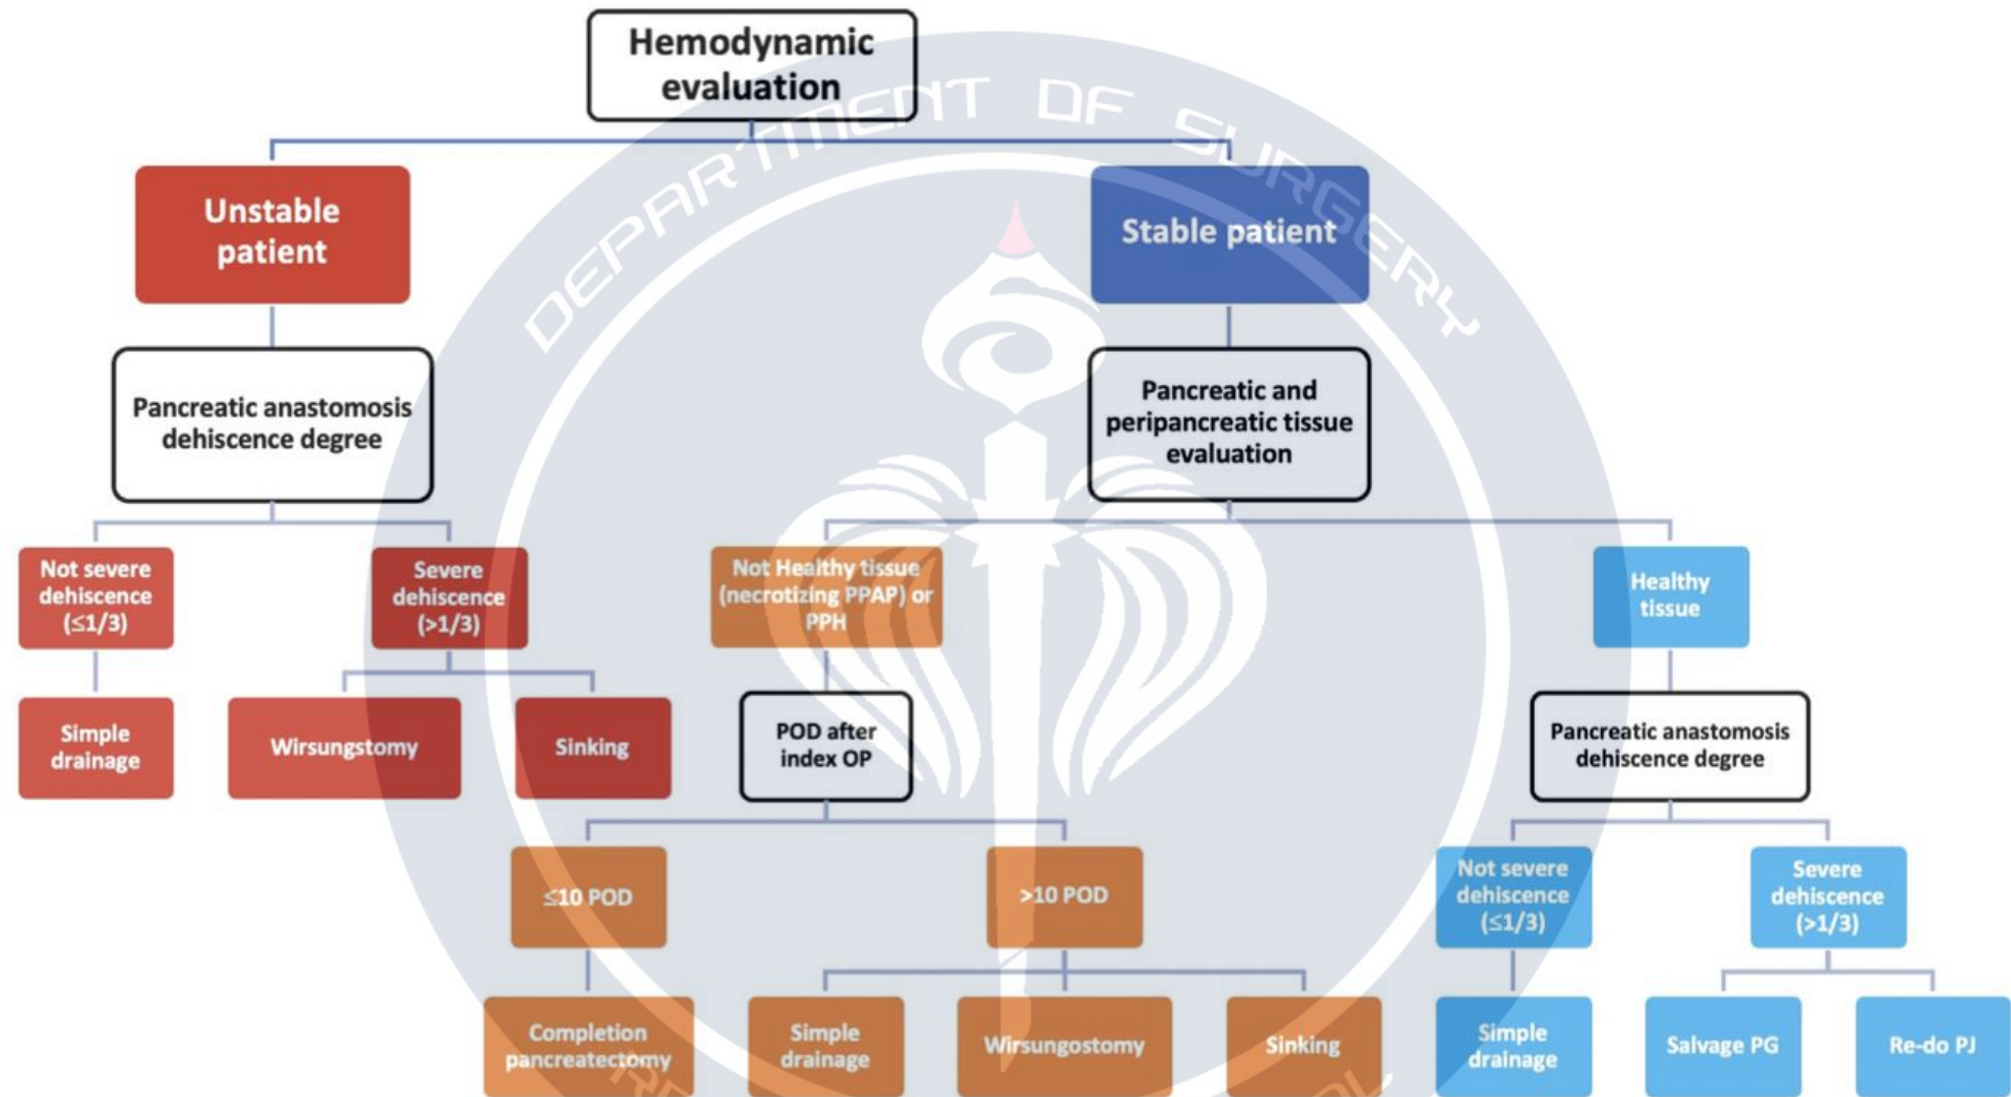 Hemodynamic
evaluation
DEPARTMENT OF SURGERY
Unstable
patient
Stable patient
Pancreatic anastomosis
dehiscence degree
Pancreatic and
peripancreatic tissue
evaluation
Not severe
dehiscence
(≤1/3)
Severe
dehiscence
(>1/3)
Not Healthy tissue
(necrotizing PPAP) or
PPH
Healthy
tissue
Simple
drainage
Wirsungstomy
Sinking
POD after
index OP
Pancreatic anastomosis
dehiscence degree
≤10 POD
>10 POD
Not severe
dehiscence
(≤1/3)
Severe
dehiscence
(>1/3)
Completion
pancreatectomy
Simple
drainage
Wirsungostomy
Sinking
Simple
drainage
Salvage PG
Re-do PJ